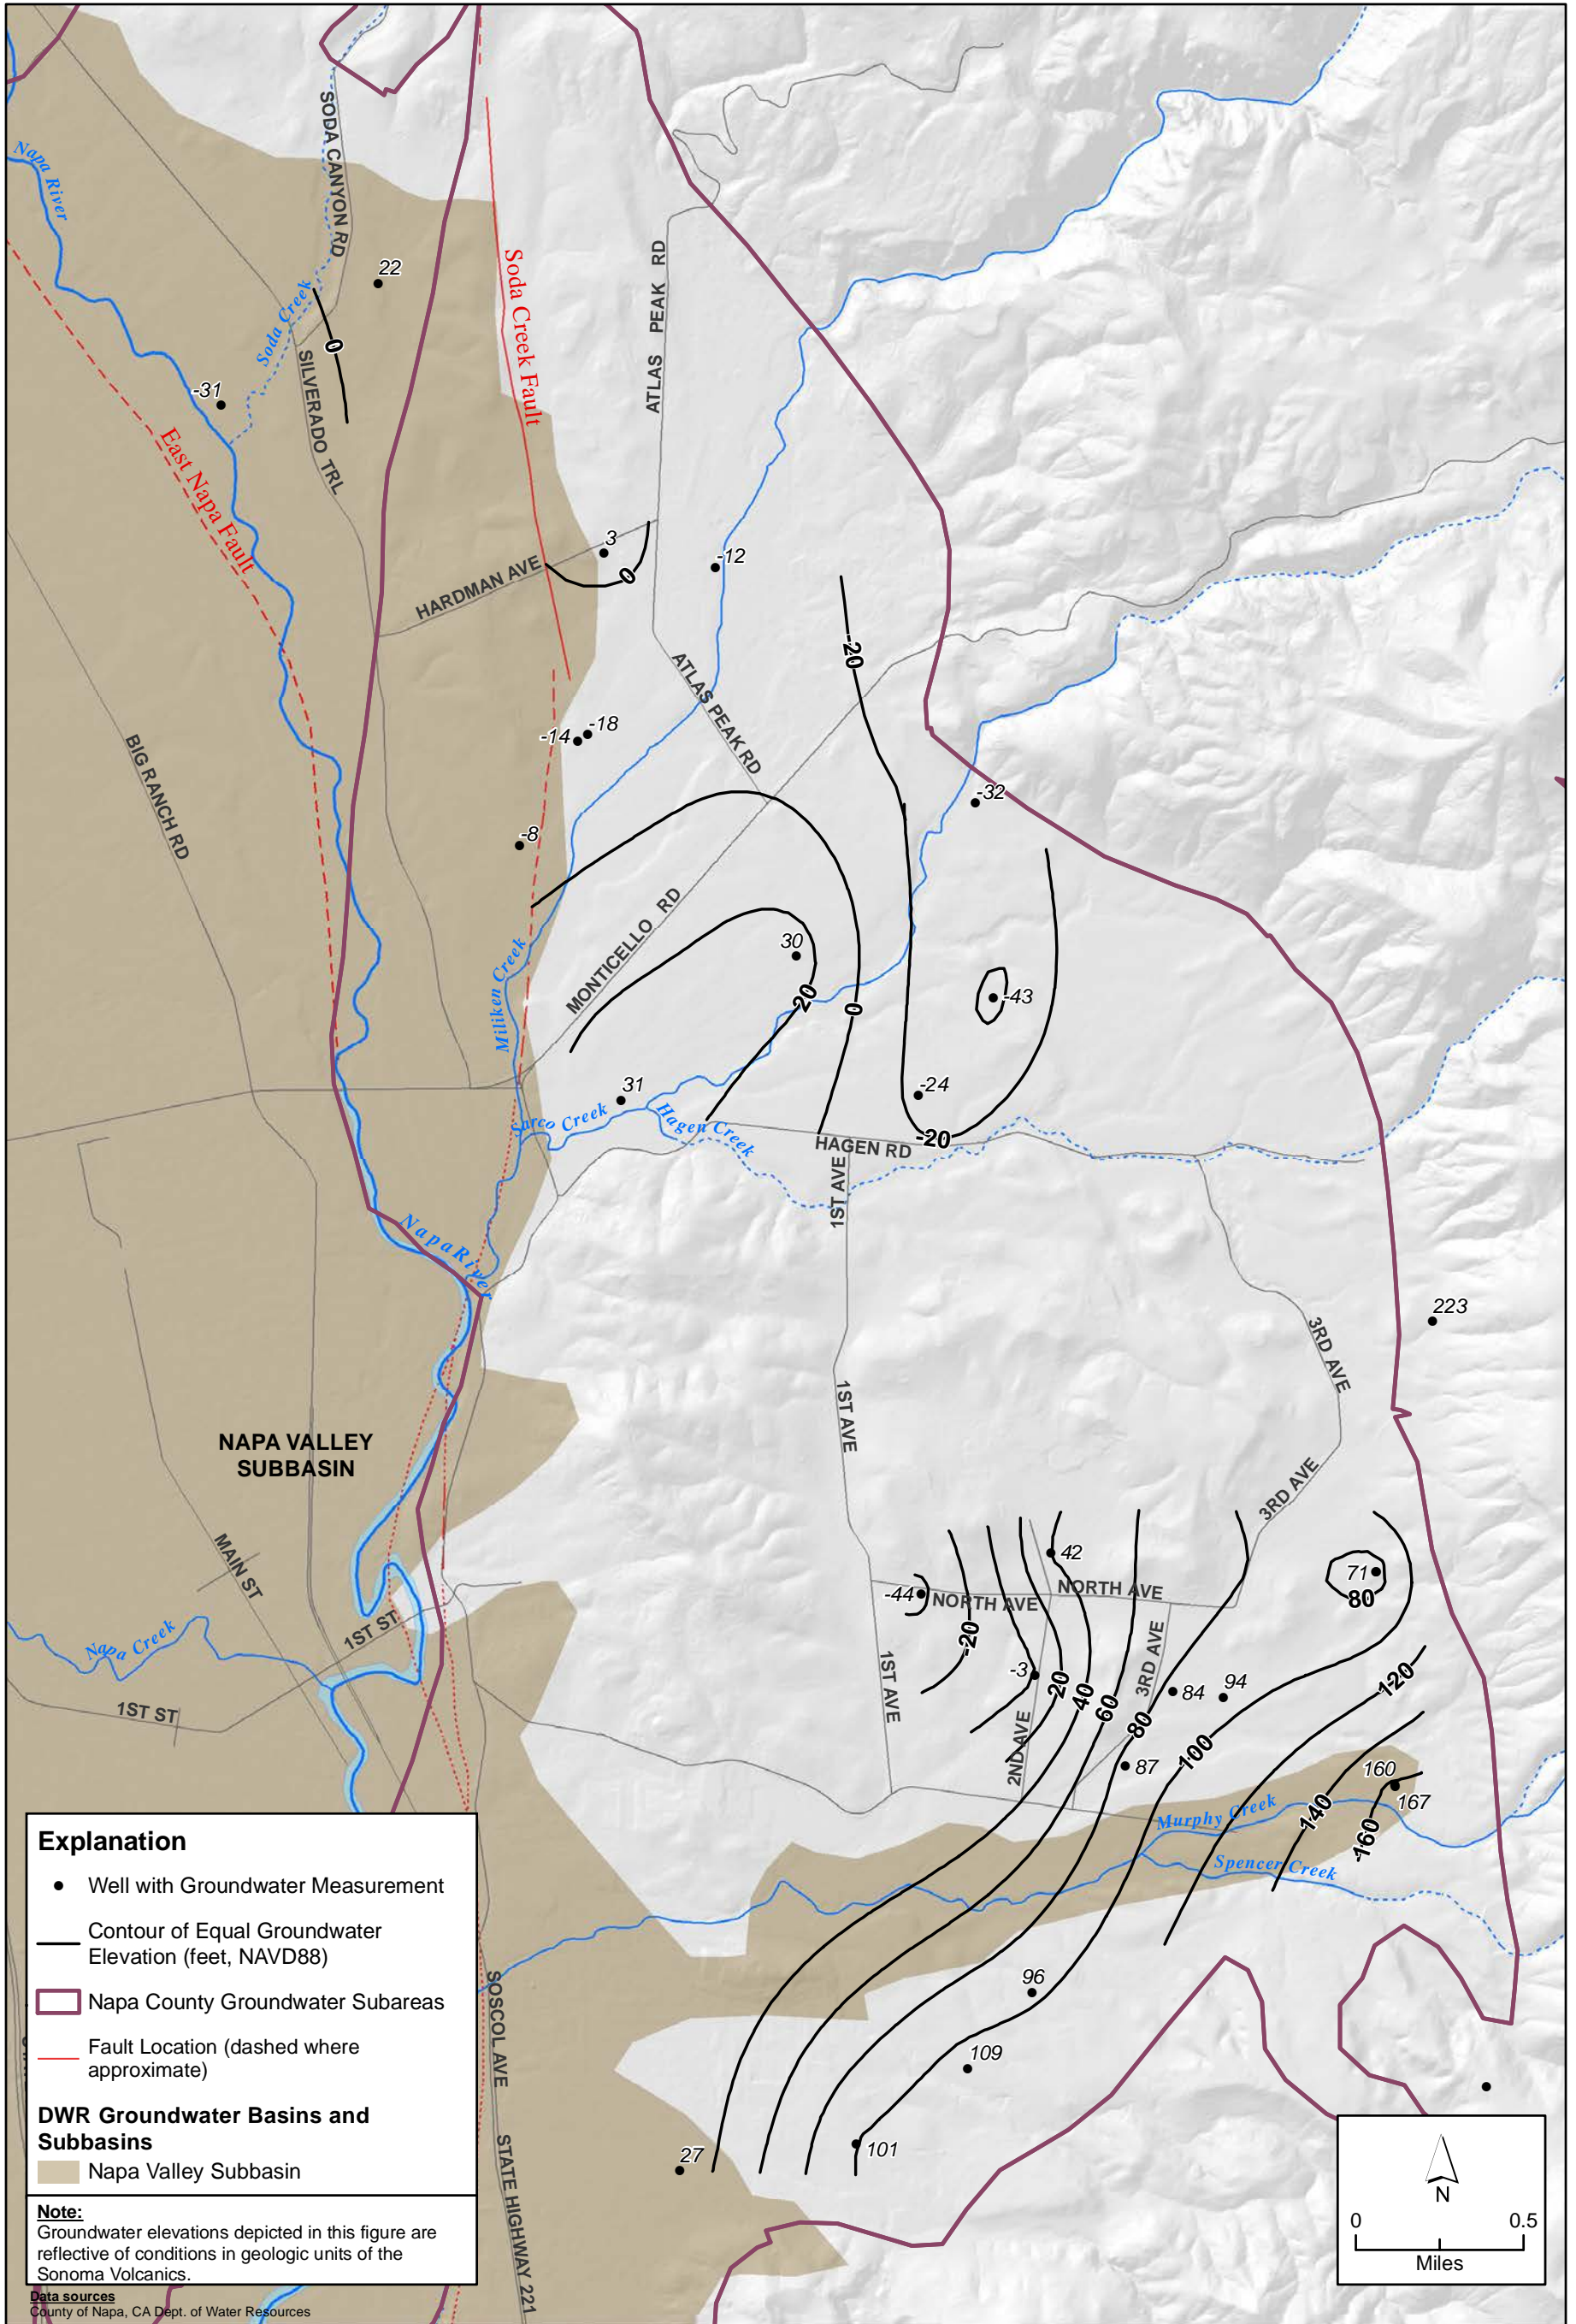 SODA CANYON RD
Napa River
22
Soda Creek
0
Soda Creek Fault
ATLAS PEAK RD
SILVERADO TRL
-31
East Napa Fault
3
-12
HARDMAN AVE
0
-20
ATLAS PEAK RD
-18
-14
BIG RANCH RD
-32
-8
MONTICELLO RD
30
Milliken Creek
20
0
-43
31
-24
Sarco Creek
Hagen Creek
-20
HAGEN RD
1ST AVE
Napa River
223
3RD AVE
1ST AVE
NAPA VALLEY
SUBBASIN
3RD AVE
MAIN ST
42
71
-44
NORTH AVE
NORTH AVE
80
1ST ST
Napa Creek
-20
3RD AVE
-3
20
40
60
80
84
94
120
1ST AVE
1ST ST
100
2ND AVE
87
160
167
Murphy Creek
140
160
Spencer Creek
96
SOSCOL AVE
109
101
27
STATE HIGHWAY 221
Explanation
Well with Groundwater Measurement
Contour of Equal Groundwater
Elevation (feet, NAVD88)
Napa County Groundwater Subareas
Fault Location (dashed where
approximate)
DWR Groundwater Basins and
Subbasins
Napa Valley Subbasin
Note:
Groundwater elevations depicted in this figure are
reflective of conditions in geologic units of the
Sonoma Volcanics.
Data sources
County of Napa, CA Dept. of Water Resources
N
0 0.5
Miles